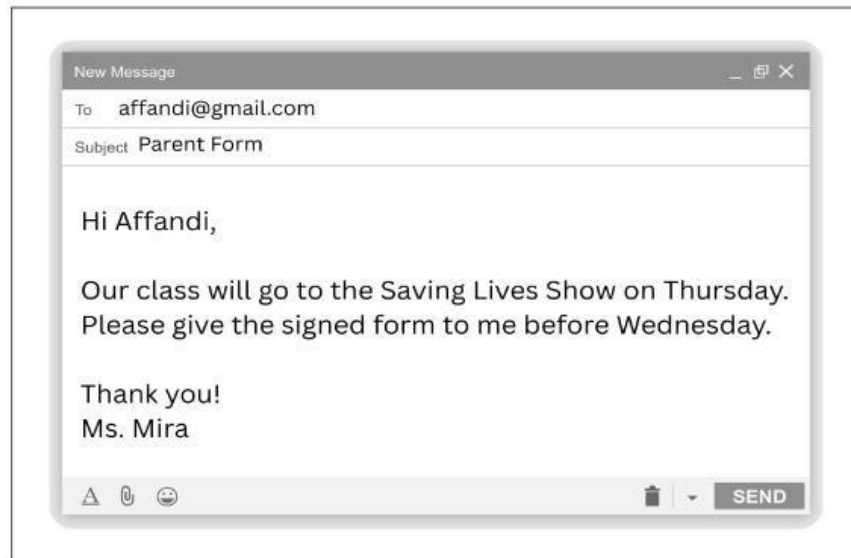 New Message
To affandi@gmail.com
Subject Parent Form
Hi Affandi,
Our class will go to the Saving Lives Show on Thursday.
Please give the signed form to me before Wednesday.
Thank you!
Ms. Mira
A
SEND